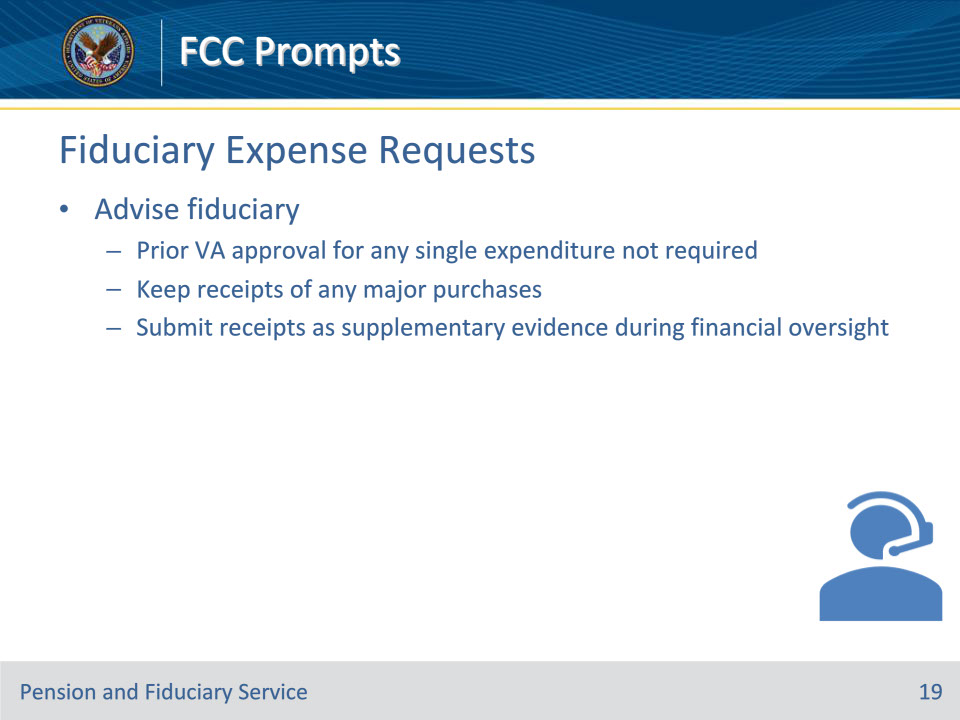 FCC Prompts
Fiduciary Expense Requests
• Advise fiduciary
– Prior VA approval for any single expenditure not required
– Keep receipts of any major purchases
– Submit receipts as supplementary evidence during financial oversight
Pension and Fiduciary Service
19